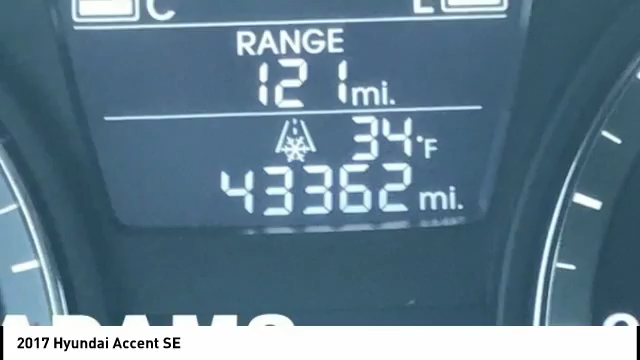 C
RANGE
121 mi.
34°F
43362 mi.
2017 Hyundai Accent SE